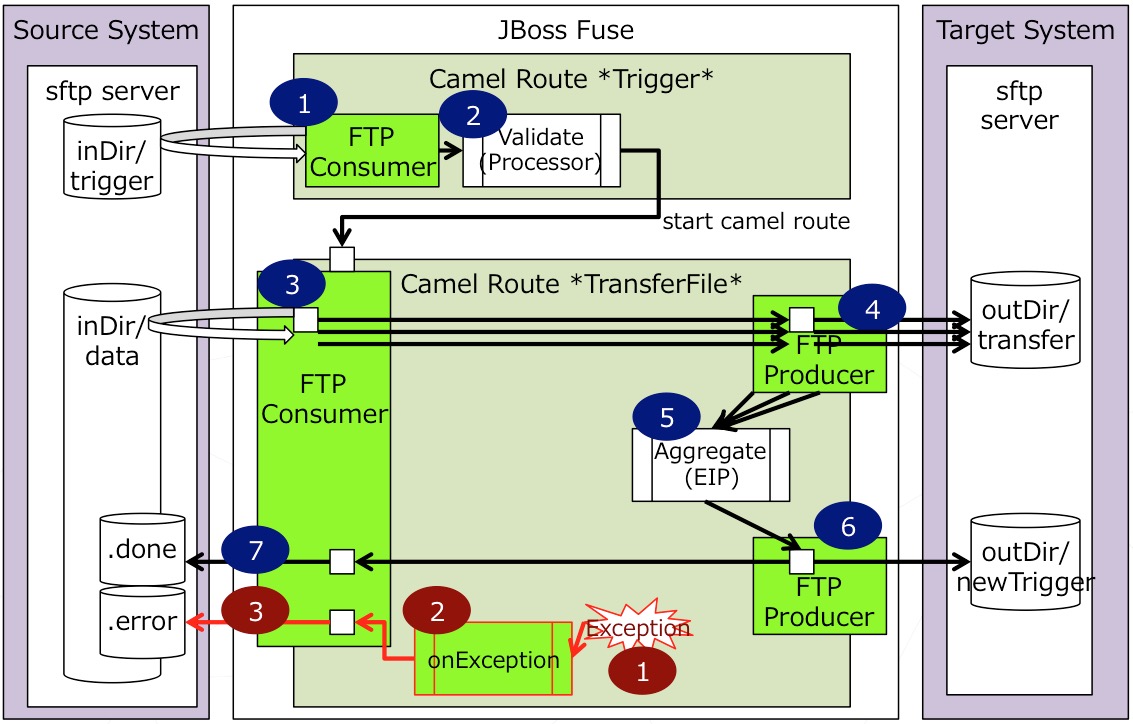 Source System
JBoss Fuse
Target System
sftp server
inDir/
trigger
Camel Route *Trigger*
1
FTP
Consumer
2
Validate
(Processor)
sftp
server
start camel route
inDir/
data
3
Camel Route *TransferFile*
FTP
Consumer
4
FTP
Producer
outDir/
transfer
5
Aggregate
(EIP)
6
FTP
Producer
outDir/
newTrigger
7
.done
.error
3
2
onException
Exception
1